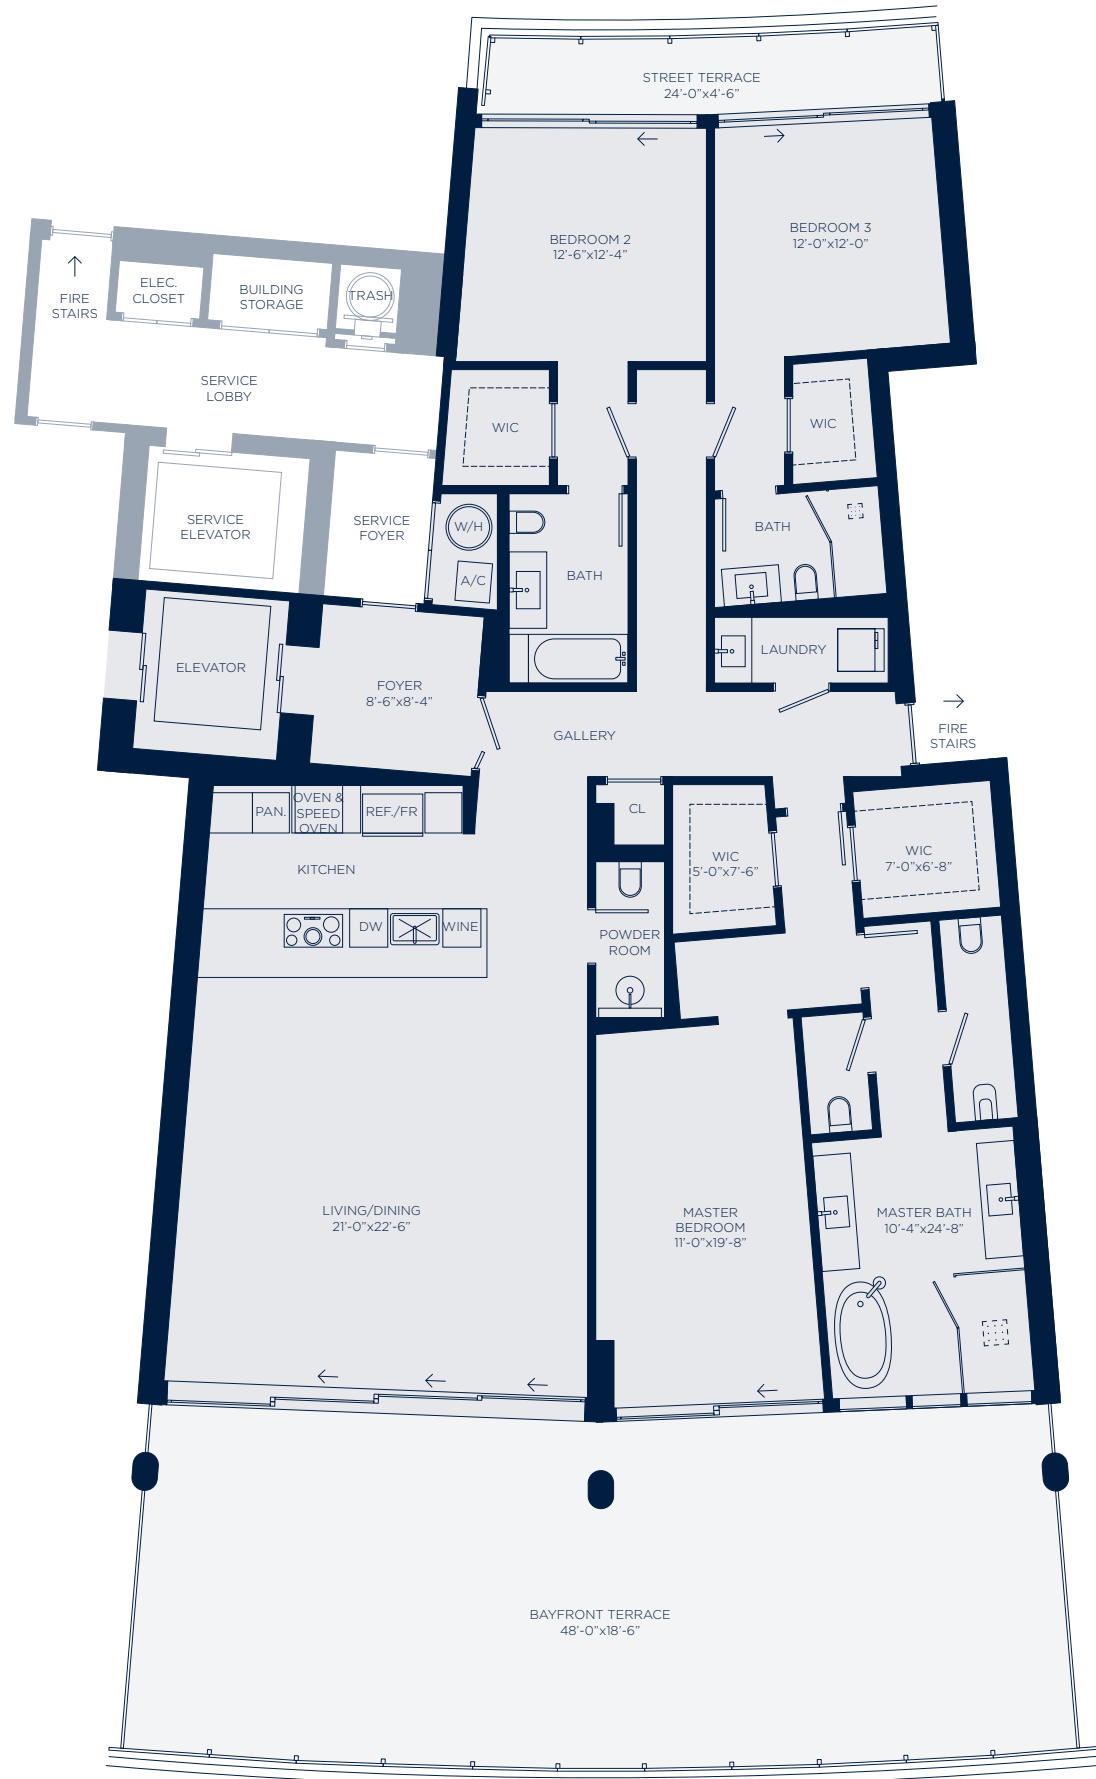 STREET TERRACE
24'-0"x4'-6"
BEDROOM 2
12'-6"x12'-4"
BEDROOM 3
12'-0"x12'-0"
FIRE
STAIRS
ELEC.
CLOSET
BUILDING
STORAGE
TRASH
SERVICE
LOBBY
WIC
WIC
SERVICE
ELEVATOR
SERVICE
FOYER
W/H
A/C
BATH
BATH
LAUNDRY
ELEVATOR
FOYER
8'-6"x8'-4"
GALLERY
FIRE
STAIRS
PAN.
OVEN &
SPEED
OVEN
REF./FR
CL
KITCHEN
WIC
5'-0"x7'-6"
WIC
7'-0"x6'-8"
DW
WINE
POWDER
ROOM
LIVING/DINING
21'-0"x22'-6"
MASTER
BEDROOM
11'-0"x19'-8"
MASTER BATH
10'-4"x24'-8"
BAYFRONT TERRACE
48'-0"x18'-6"